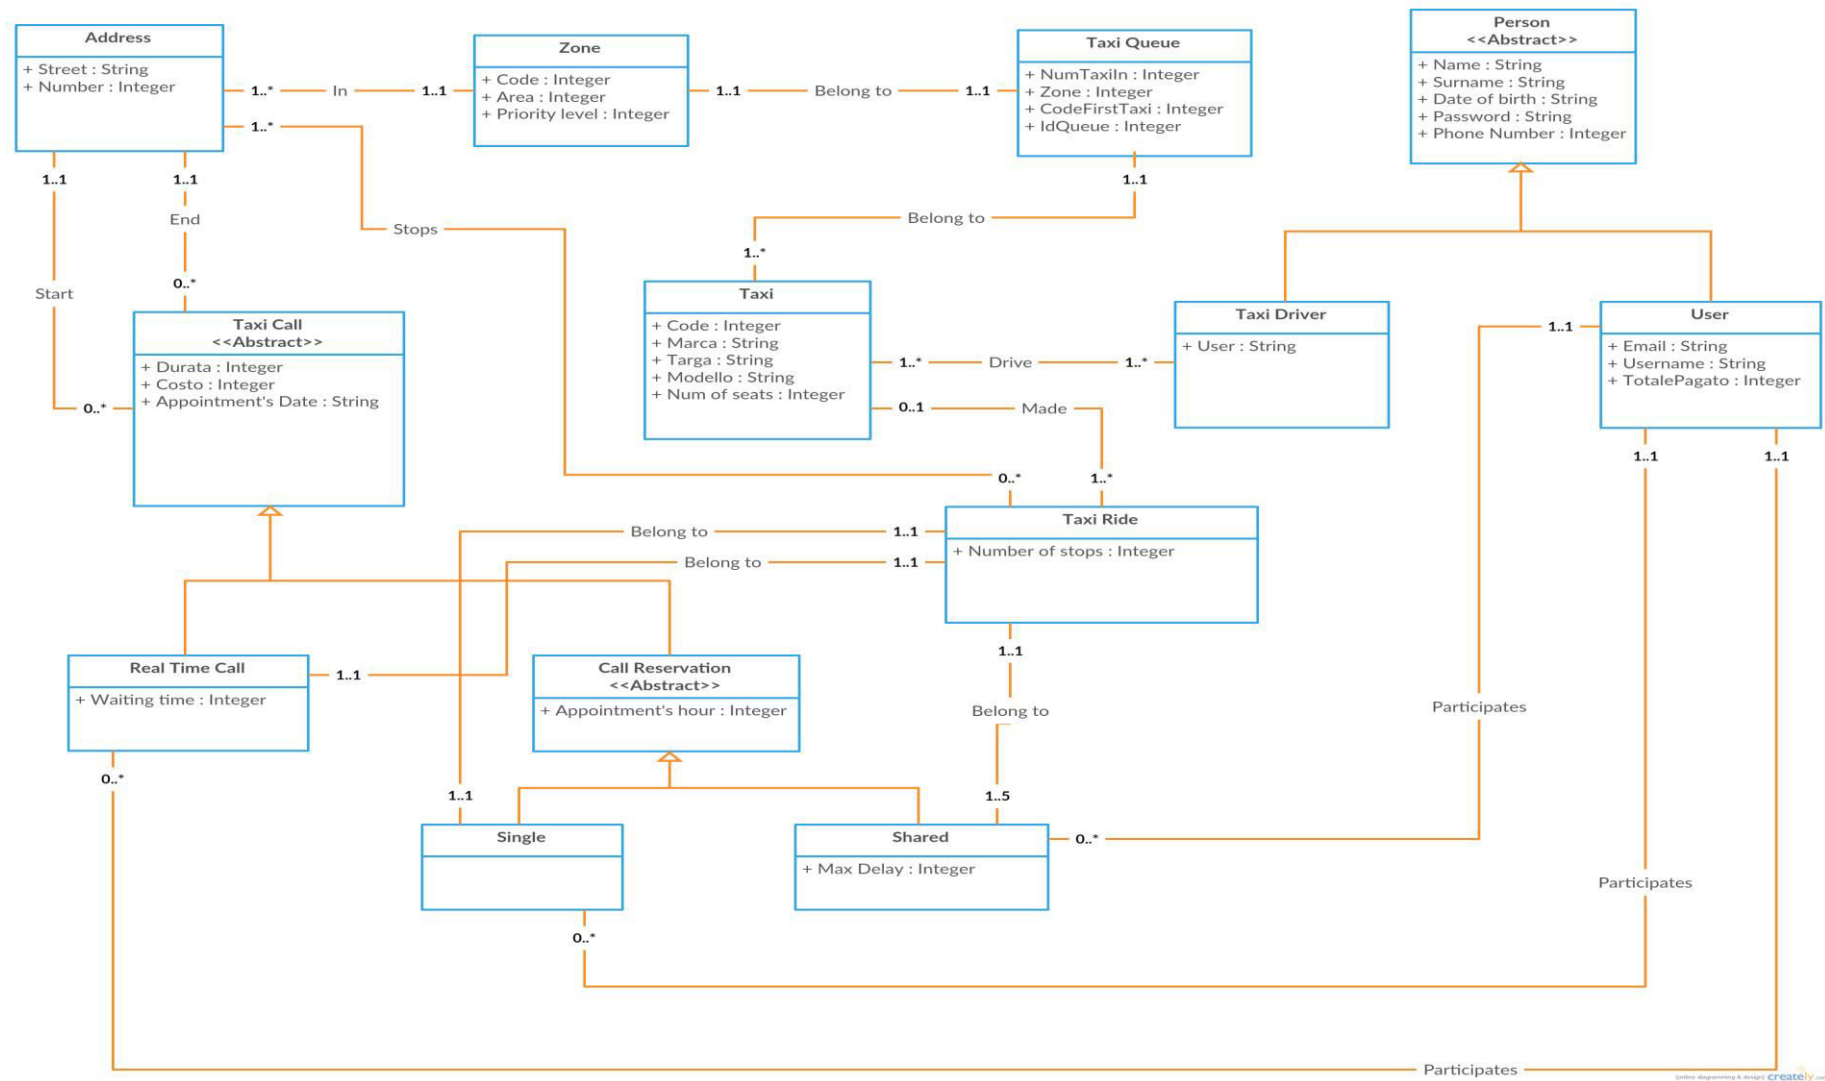 Address
+ Street : String
+ Number : Integer
1..*
In
1..1
1..*
1..1
1..1
Zone
+ Code : Integer
+ Area : Integer
+ Priority level : Integer
1..1
Belong to
1..1
Taxi Queue
+ NumTaxiIn : Integer
+ Zone : Integer
+ CodeFirstTaxi : Integer
+ IdQueue : Integer
1..1
Person
<<Abstract>>
+ Name : String
+ Surname : String
+ Date of birth : String
+ Password : String
+ Phone Number : Integer
End
Stops
Belong to
1..*
Start
0..*
Taxi Call
<<Abstract>>
+ Durata : Integer
+ Costo : Integer
+ Appointment's Date : String
0..*
Taxi
+ Code : Integer
+ Marca : String
+ Targa : String
+ Modello : String
+ Num of seats : Integer
1..*
Drive
1..*
0..1
Made
Taxi Driver
+ User : String
1..1
User
+ Email : String
+ Username : String
+ TotalePagato : Integer
1..1
1..1
0..*
1..*
Taxi Ride
+ Number of stops : Integer
Belong to
1..1
Belong to
1..1
1..1
Real Time Call
+ Waiting time : Integer
1..1
Call Reservation
<<Abstract>>
+ Appointment's hour : Integer
Belong to
Participates
0..*
1..1
1..5
Single
Shared
+ Max Delay : Integer
0..*
Participates
0..*
Participates
creately